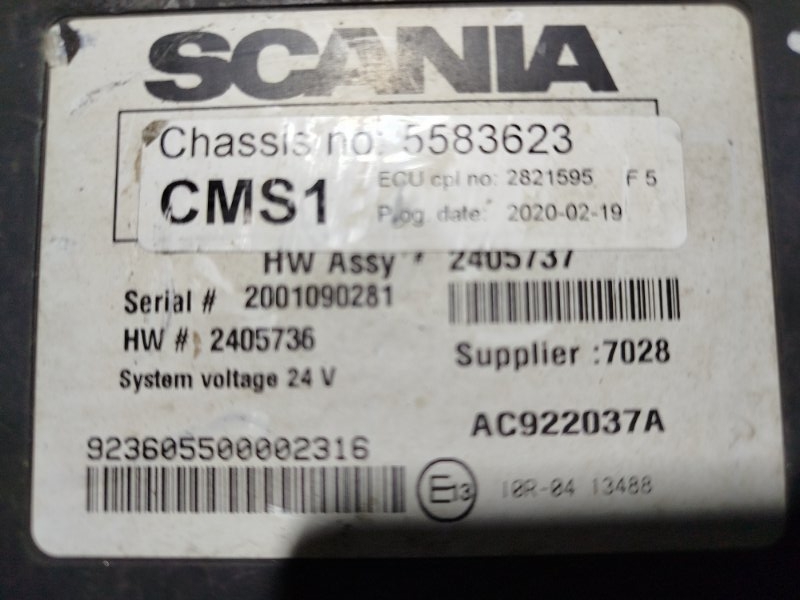 SCANIA
Chassis no: 5583623
CMS1
ECU cpl no: 2821595 F 5
Prog. date: 2020-02-19
HW Assy # 2405737
Serial # 2001090281
HW # 2405736
Supplier :7028
System voltage 24 V
AC922037A
923605500002316
E13 10R-04 13488